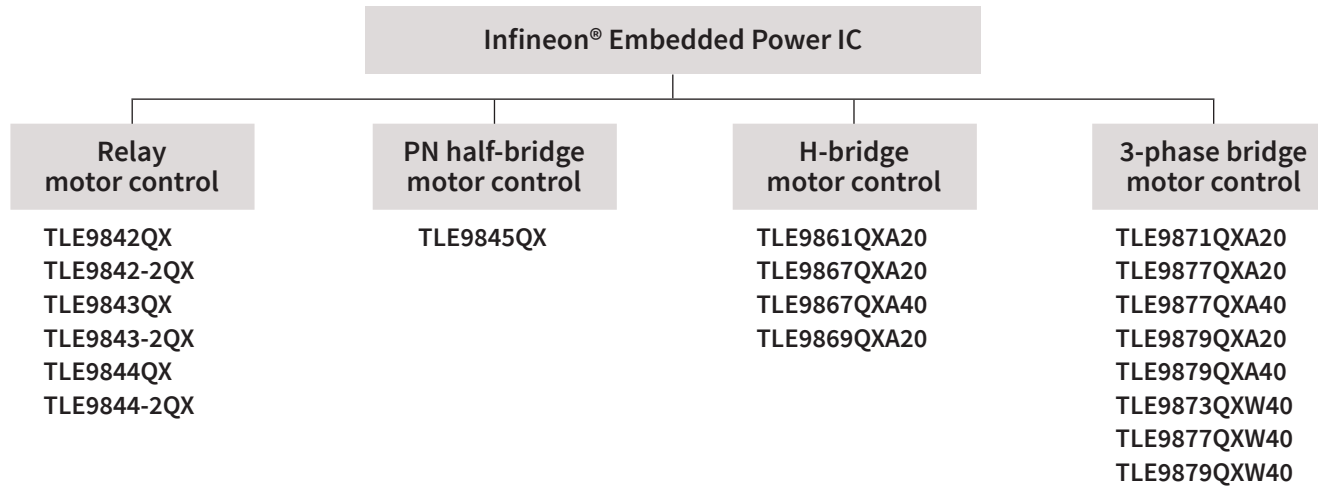 Infineon® Embedded Power IC
Relay
motor control
TLE9842QX
TLE9842-2QX
TLE9843QX
TLE9843-2QX
TLE9844QX
TLE9844-2QX
PN half-bridge
motor control
TLE9845QX
H-bridge
motor control
TLE9861QXA20
TLE9867QXA20
TLE9867QXA40
TLE9869QXA20
3-phase bridge
motor control
TLE9871QXA20
TLE9877QXA20
TLE9877QXA40
TLE9879QXA20
TLE9879QXA40
TLE9873QXW40
TLE9877QXW40
TLE9879QXW40